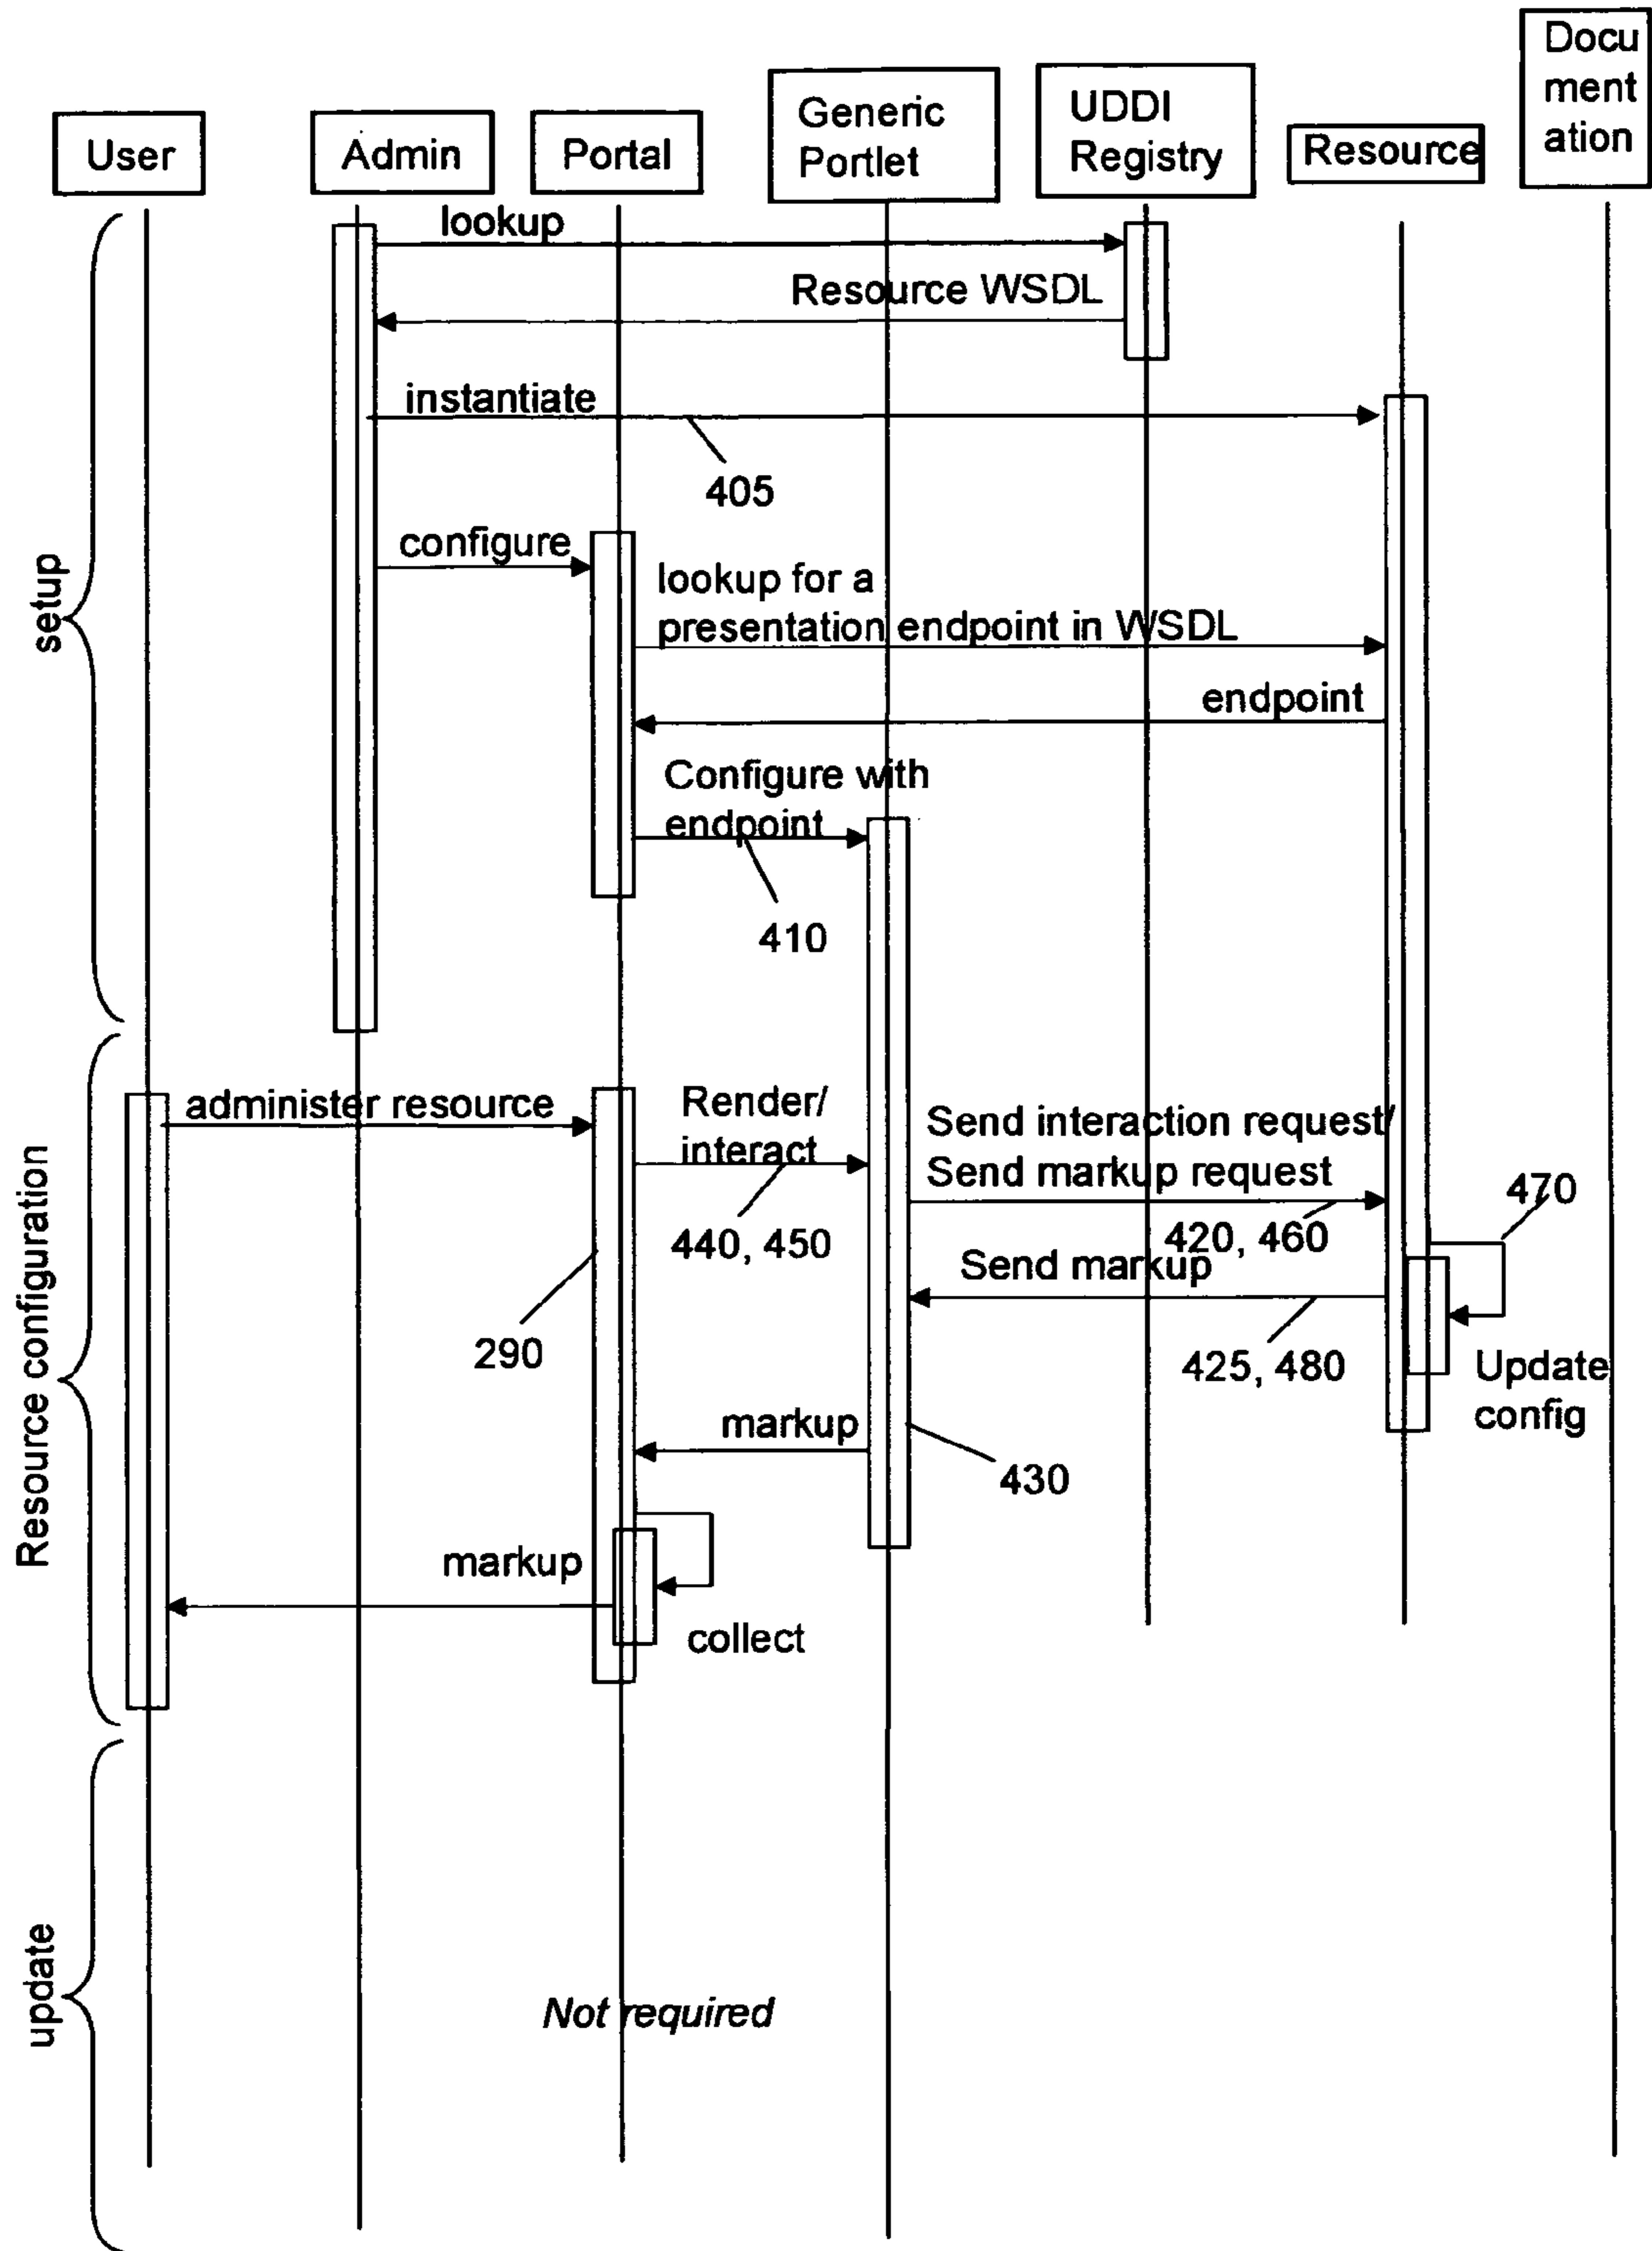 Docu
ment
ation
User
Admin
Portal
Generic
Portlet
UDDI
Registry
Resource
lookup
Resource WSDL
instantiate
405
configure
lookup for a
presentation endpoint in WSDL
endpoint
Configure with
endpoint
410
setup
administer resource
Render/
interact
Send interaction request/
Send markup request
470
440, 450
420, 460
Send markup
290
425, 480
Update
config
markup
430
markup
collect
Resource configuration
Not required
update